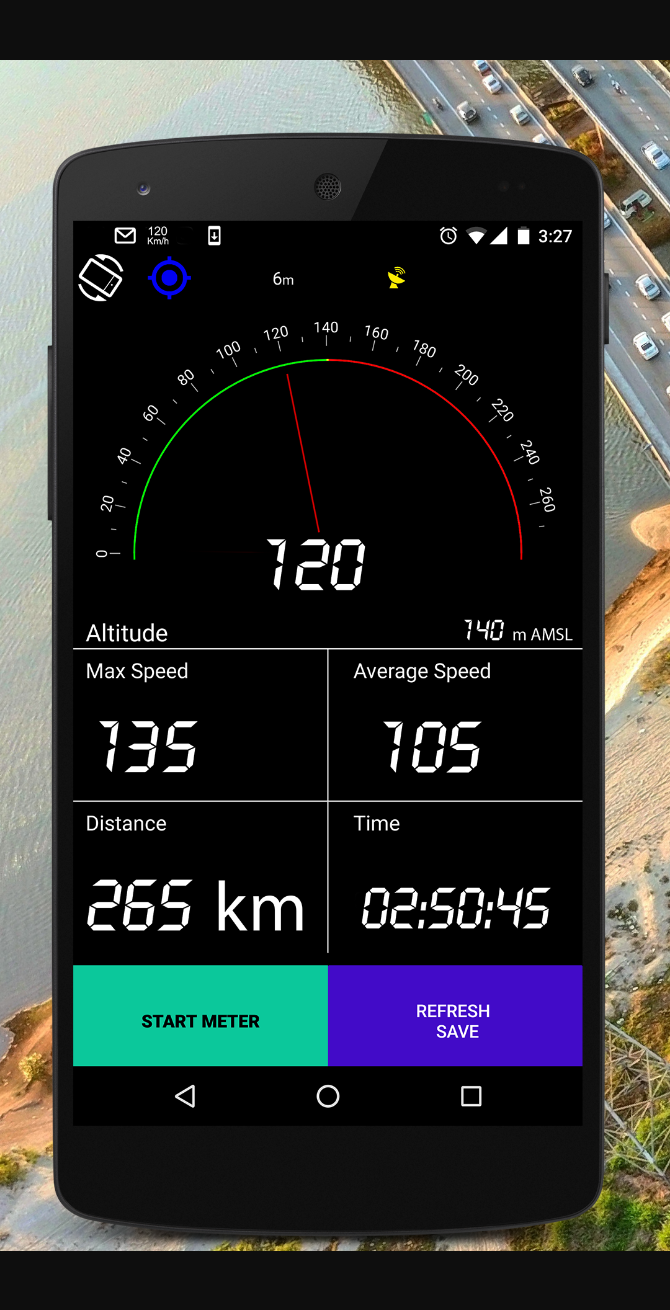 120
Km/h
3:27
6m
0
20
40
60
80
100
120
140
160
180
200
220
240
260
120
Altitude 140 m AMSL
Max Speed
Average Speed
135
105
Distance
Time
265 km
02:50:45
START METER
REFRESH
SAVE